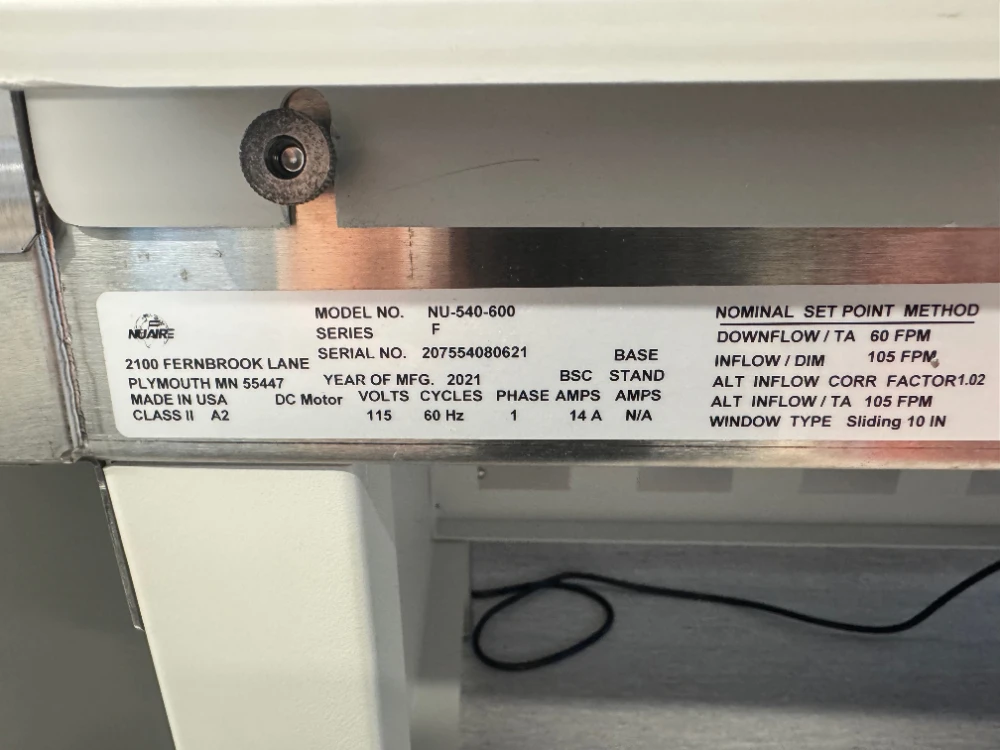 NUAIRE
2100 FERNBROOK LANE
PLYMOUTH MN 55447
MADE IN USA
CLASS II A2
MODEL NO. NU-540-600
SERIES F
SERIAL NO. 207554080621
YEAR OF MFG. 2021
BASE
BSC STAND
DC Motor VOLTS CYCLES PHASE AMPS AMPS
115 60 Hz 1 14 A N/A
NOMINAL SET POINT METHOD
DOWNFLOW / TA 60 FPM
INFLOW / DIM 105 FPM
ALT INFLOW CORR FACTOR 1.02
ALT INFLOW / TA 105 FPM
WINDOW TYPE Sliding 10 IN